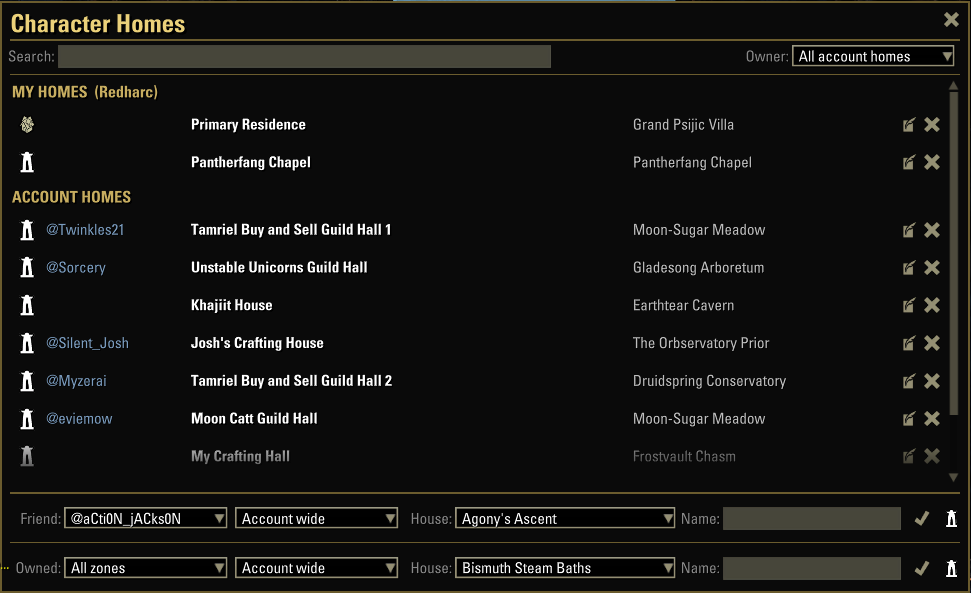 Character Homes
Search: Owner: All account homes
MY HOMES (Redharc)
Primary Residence Grand Psijic Villa
Pantherfang Chapel Pantherfang Chapel
ACCOUNT HOMES
@Twinkles21 Tamriel Buy and Sell Guild Hall 1 Moon-Sugar Meadow
@Sorcery Unstable Unicorns Guild Hall Gladesong Arboretum
Khajiit House Earthtear Cavern
@Silent_Josh Josh's Crafting House The Orbservatory Prior
@Myzerai Tamriel Buy and Sell Guild Hall 2 Druidspring Conservatory
@eviemow Moon Catt Guild Hall Moon-Sugar Meadow
My Crafting Hall Frostvault Chasm
Friend: @aCti0N_jACks0N Account wide House: Agony's Ascent Name:
Owned: All zones Account wide House: Bismuth Steam Baths Name: